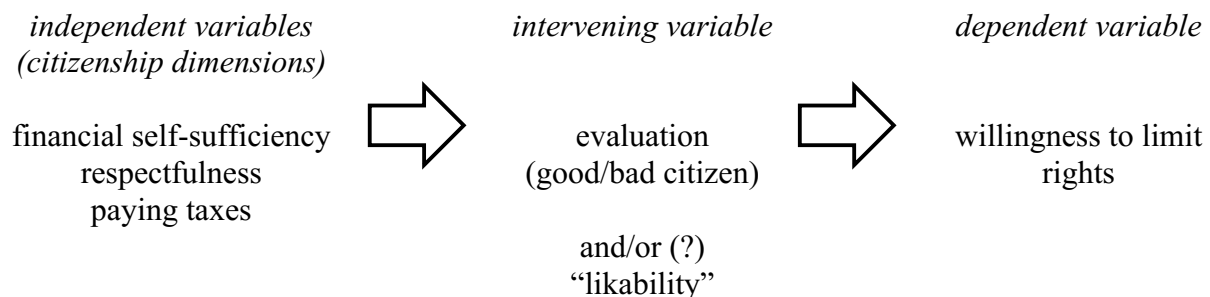 independent variables
(citizenship dimensions)
financial self-sufficiency
respectfulness
paying taxes
intervening variable
evaluation
(good/bad citizen)
and/or (?)
“likability”
dependent variable
willingness to limit
rights